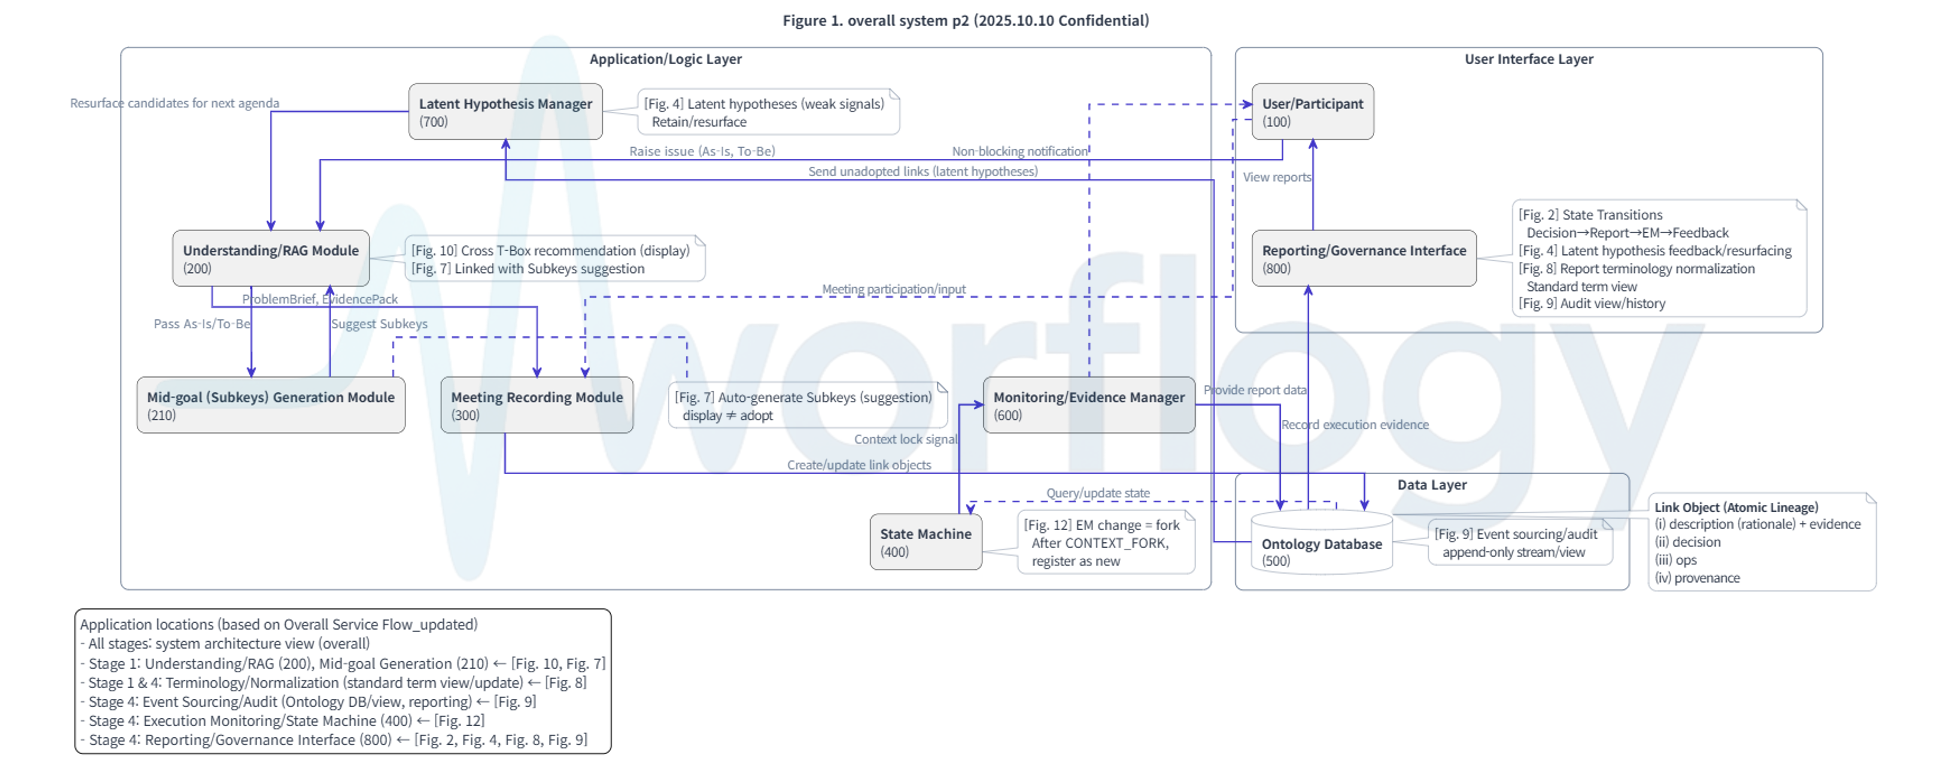 Figure 1. overall system p2 (2025.10.10 Confidential)
Application/Logic Layer
User Interface Layer
Resurface candidates for next agenda
Latent Hypothesis Manager
(700)
[Fig. 4] Latent hypotheses (weak signals)
Retain/resurface
User/Participant
(100)
Raise issue (As-Is, To-Be)
Non-blocking notification
Send unadopted links (latent hypotheses)
View reports
Understanding/RAG Module
(200)
[Fig. 10] Cross T-Box recommendation (display)
[Fig. 7] Linked with Subkeys suggestion
Reporting/Governance Interface
(800)
[Fig. 2] State Transitions
Decision→Report→EM→Feedback
[Fig. 4] Latent hypothesis feedback/resurfacing
[Fig. 8] Report terminology normalization
Standard term view
[Fig. 9] Audit view/history
ProblemBrief, EvidencePack
Meeting participation/input
Pass As-Is/To-Be
Suggest Subkeys
worflogy
Mid-goal (Subkeys) Generation Module
(210)
Meeting Recording Module
(300)
[Fig. 7] Auto-generate Subkeys (suggestion)
display ≠ adopt
Monitoring/Evidence Manager
(600)
Provide report data
Record execution evidence
Context lock signal
Create/update link objects
Query/update state
Data Layer
State Machine
(400)
[Fig. 12] EM change = fork
After CONTEXT_FORK,
register as new
Ontology Database
(500)
[Fig. 9] Event sourcing/audit
append-only stream/view
Link Object (Atomic Lineage)
(i) description (rationale) + evidence
(ii) decision
(iii) ops
(iv) provenance
Application locations (based on Overall Service Flow_updated)
- All stages: system architecture view (overall)
- Stage 1: Understanding/RAG (200), Mid-goal Generation (210) ← [Fig. 10, Fig. 7]
- Stage 1 & 4: Terminology/Normalization (standard term view/update) ← [Fig. 8]
- Stage 4: Event Sourcing/Audit (Ontology DB/view, reporting) ← [Fig. 9]
- Stage 4: Execution Monitoring/State Machine (400) ← [Fig. 12]
- Stage 4: Reporting/Governance Interface (800) ← [Fig. 2, Fig. 4, Fig. 8, Fig. 9]